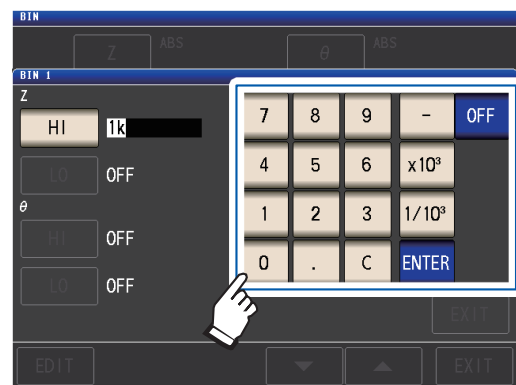 BIN
Z ABS θ ABS
BIN 1
Z
HI 1k
LO OFF
θ
HI OFF
LO OFF
7 8 9 - OFF
4 5 6 x10³
1 2 3 1/10³
0 . C ENTER
EXIT
EDIT EXIT